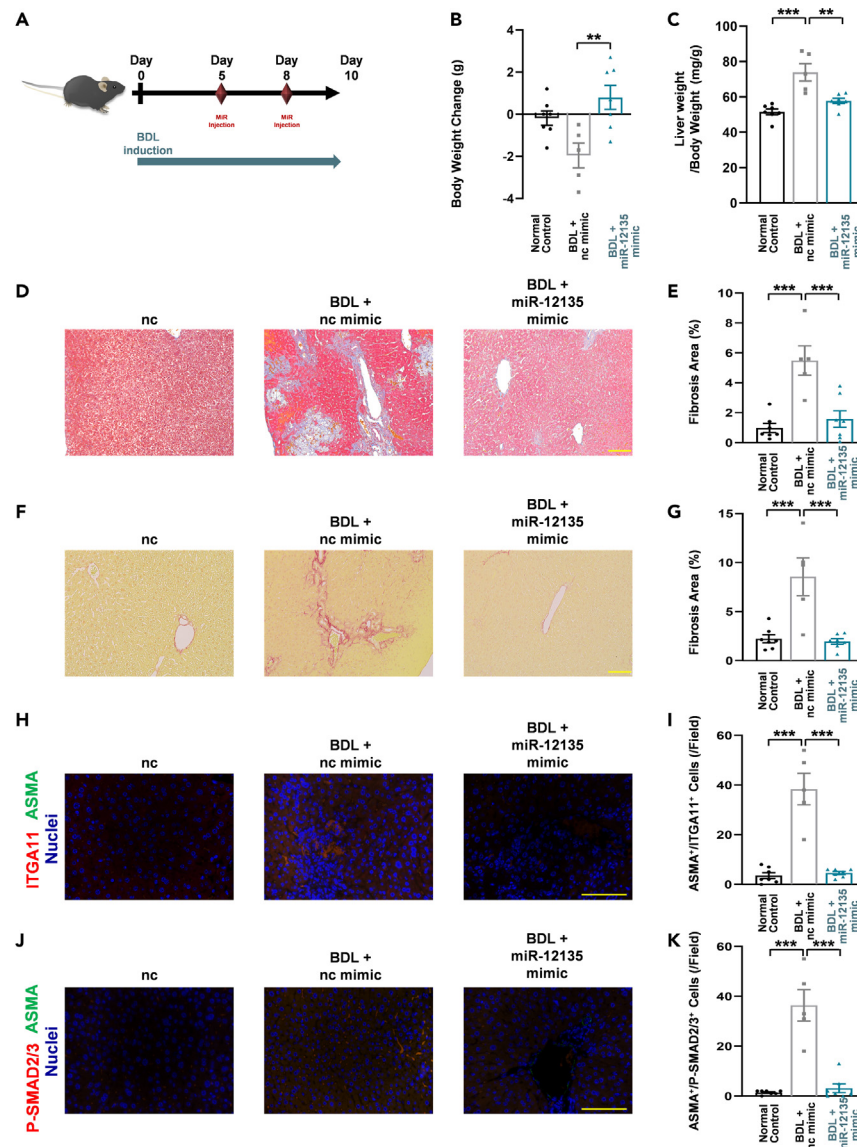 A
Day
0
Day
5
Day
8
Day
10
MiR
Injection
MiR
Injection
BDL
induction
B
Body Weight Change (g)
4
2
0
-2
-4
**
Normal
Control
BDL +
nc mimic
BDL +
miR-12135
mimic
C
Liver weight
/Body Weight (mg/g)
100
80
60
40
20
0
***
**
Normal
Control
BDL +
nc mimic
BDL +
miR-12135
mimic
D
nc
BDL +
nc mimic
BDL +
miR-12135
mimic
E
Fibrosis Area (%)
10
8
6
4
2
0
***
***
Normal
Control
BDL +
nc mimic
BDL +
miR-12135
mimic
F
nc
BDL +
nc mimic
BDL +
miR-12135
mimic
G
Fibrosis Area (%)
15
10
5
0
***
***
Normal
Control
BDL +
nc mimic
BDL +
miR-12135
mimic
H
ITGA11 ASMA
Nuclei
nc
BDL +
nc mimic
BDL +
miR-12135
mimic
I
ASMA⁺/ITGA11⁺ Cells (/Field)
60
40
20
0
***
***
Normal
Control
BDL +
nc mimic
BDL +
miR-12135
mimic
J
P-SMAD2/3 ASMA
Nuclei
nc
BDL +
nc mimic
BDL +
miR-12135
mimic
K
ASMA⁺/P-SMAD2/3⁺ Cells (/Field)
60
40
20
0
***
***
Normal
Control
BDL +
nc mimic
BDL +
miR-12135
mimic